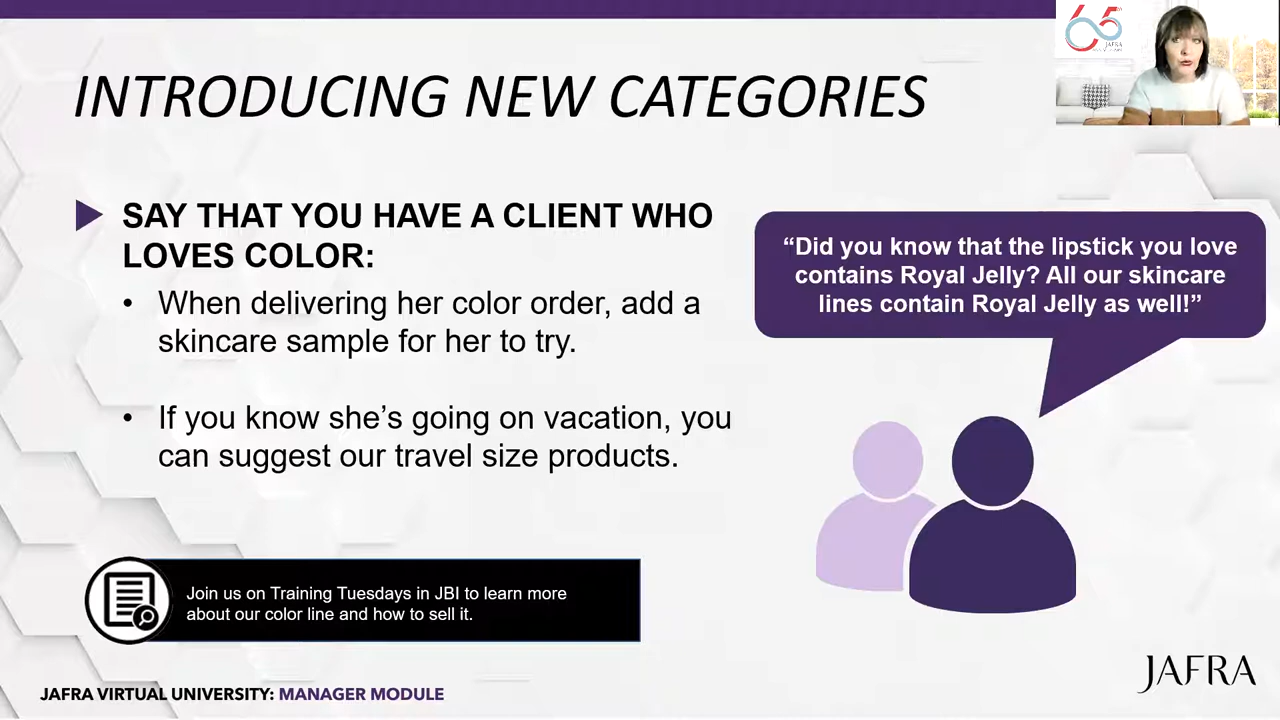 INTRODUCING NEW CATEGORIES
65
JAFRA
SAY THAT YOU HAVE A CLIENT WHO
LOVES COLOR:
• When delivering her color order, add a
skincare sample for her to try.
• If you know she’s going on vacation, you
can suggest our travel size products.
“Did you know that the lipstick you love
contains Royal Jelly? All our skincare
lines contain Royal Jelly as well!”
Join us on Training Tuesdays in JBI to learn more
about our color line and how to sell it.
JAFRA VIRTUAL UNIVERSITY: MANAGER MODULE
JAFRA